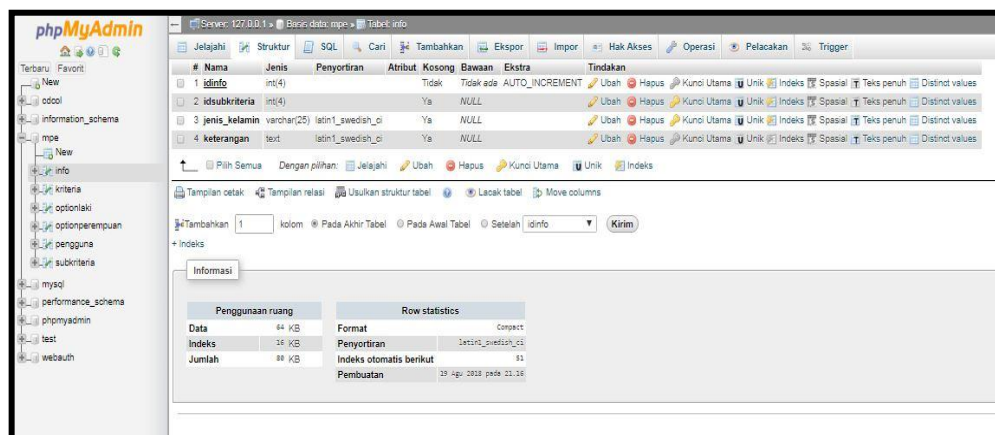 phpMyAdmin
Terbaru Favorit
New
odcol
information_schema
mpe
New
info
kriteria
optionlaki
optionperempuan
pengguna
subkriteria
mysql
performance_schema
phpmyadmin
test
webauth
Server: 127.0.0.1 » Basis data: mpe » Tabel: info
Jelajahi Struktur SQL Cari Tambahkan Ekspor Impor Hak Akses Operasi Pelacakan Trigger
# Nama Jenis Penyortiran Atribut Kosong Bawaan Ekstra Tindakan
1 idinfo int(4) Tidak Tidak ada AUTO_INCREMENT Ubah Hapus Kunci Utama Unik Indeks Spasial Teks penuh Distinct values
2 idsubkriteria int(4) Ya NULL Ubah Hapus Kunci Utama Unik Indeks Spasial Teks penuh Distinct values
3 jenis_kelamin varchar(25) latin1_swedish_ci Ya NULL Ubah Hapus Kunci Utama Unik Indeks Spasial Teks penuh Distinct values
4 keterangan text latin1_swedish_ci Ya NULL Ubah Hapus Kunci Utama Unik Indeks Spasial Teks penuh Distinct values
Pilih Semua Dengan pilihan: Jelajahi Ubah Hapus Kunci Utama Unik Indeks
Tampilan cetak Tampilan relasi Usulkan struktur tabel Lacak tabel Move columns
Tambahkan 1 kolom Pada Akhir Tabel Pada Awal Tabel Setelah idinfo Kirim
+ Indeks
Informasi
Penggunaan ruang
Data 64 KB
Indeks 16 KB
Jumlah 80 KB
Row statistics
Format Compact
Penyortiran latin1_swedish_ci
Indeks otomatis berikut 51
Pembuatan 19 Agu 2018 pada 21.16